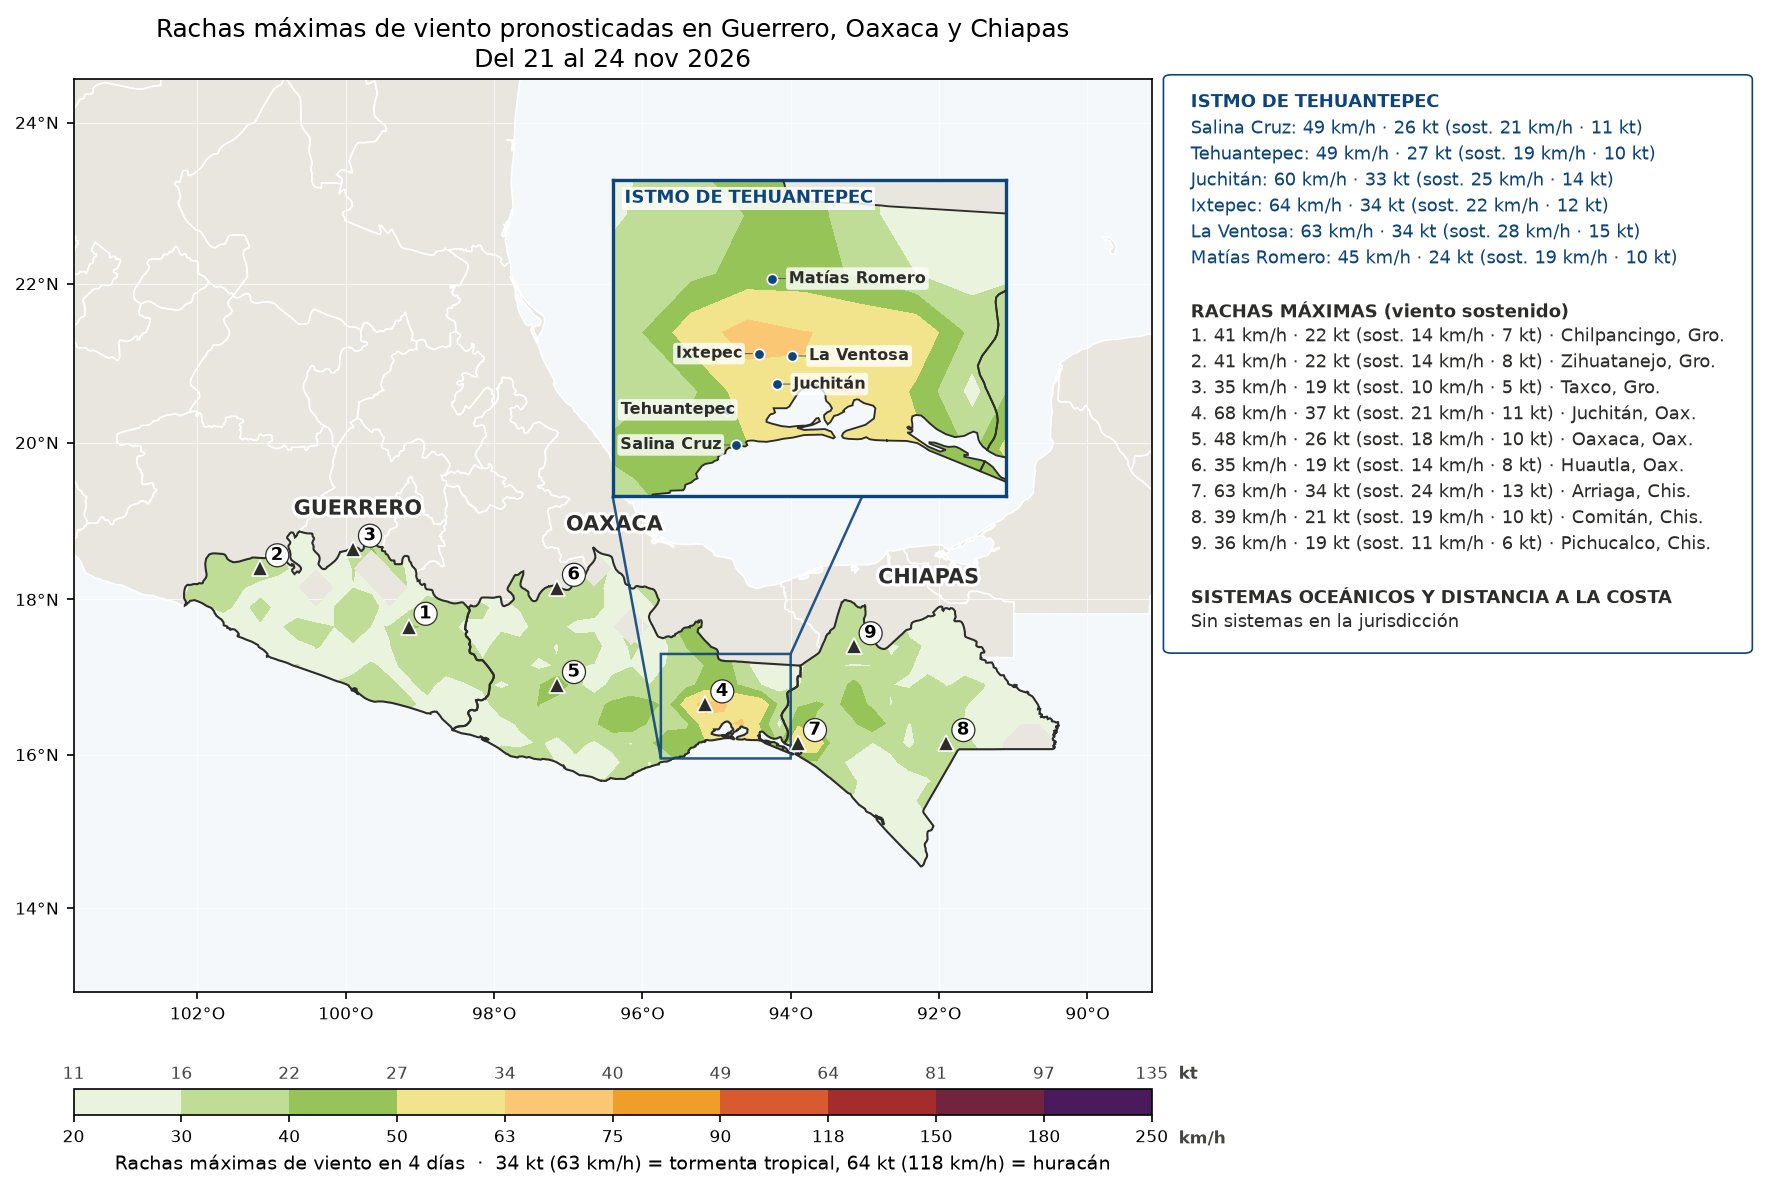 Rachas máximas de viento pronosticadas en Guerrero, Oaxaca y Chiapas
Del 21 al 24 nov 2026
24°N
22°N
20°N
18°N
16°N
14°N
102°O
100°O
98°O
96°O
94°O
92°O
90°O
ISTMO DE TEHUANTEPEC
Matías Romero
Ixtepec
La Ventosa
Juchitán
Tehuantepec
Salina Cruz
GUERRERO
OAXACA
CHIAPAS
1
2
3
4
5
6
7
8
9
ISTMO DE TEHUANTEPEC
Salina Cruz: 49 km/h · 26 kt (sost. 21 km/h · 11 kt)
Tehuantepec: 49 km/h · 27 kt (sost. 19 km/h · 10 kt)
Juchitán: 60 km/h · 33 kt (sost. 25 km/h · 14 kt)
Ixtepec: 64 km/h · 34 kt (sost. 22 km/h · 12 kt)
La Ventosa: 63 km/h · 34 kt (sost. 28 km/h · 15 kt)
Matías Romero: 45 km/h · 24 kt (sost. 19 km/h · 10 kt)
RACHAS MÁXIMAS (viento sostenido)
1. 41 km/h · 22 kt (sost. 14 km/h · 7 kt) · Chilpancingo, Gro.
2. 41 km/h · 22 kt (sost. 14 km/h · 8 kt) · Zihuatanejo, Gro.
3. 35 km/h · 19 kt (sost. 10 km/h · 5 kt) · Taxco, Gro.
4. 68 km/h · 37 kt (sost. 21 km/h · 11 kt) · Juchitán, Oax.
5. 48 km/h · 26 kt (sost. 18 km/h · 10 kt) · Oaxaca, Oax.
6. 35 km/h · 19 kt (sost. 14 km/h · 8 kt) · Huautla, Oax.
7. 63 km/h · 34 kt (sost. 24 km/h · 13 kt) · Arriaga, Chis.
8. 39 km/h · 21 kt (sost. 19 km/h · 10 kt) · Comitán, Chis.
9. 36 km/h · 19 kt (sost. 11 km/h · 6 kt) · Pichucalco, Chis.
SISTEMAS OCEÁNICOS Y DISTANCIA A LA COSTA
Sin sistemas en la jurisdicción
11 16 22 27 34 40 49 64 81 97 135 kt
20 30 40 50 63 75 90 118 150 180 250 km/h
Rachas máximas de viento en 4 días · 34 kt (63 km/h) = tormenta tropical, 64 kt (118 km/h) = huracán